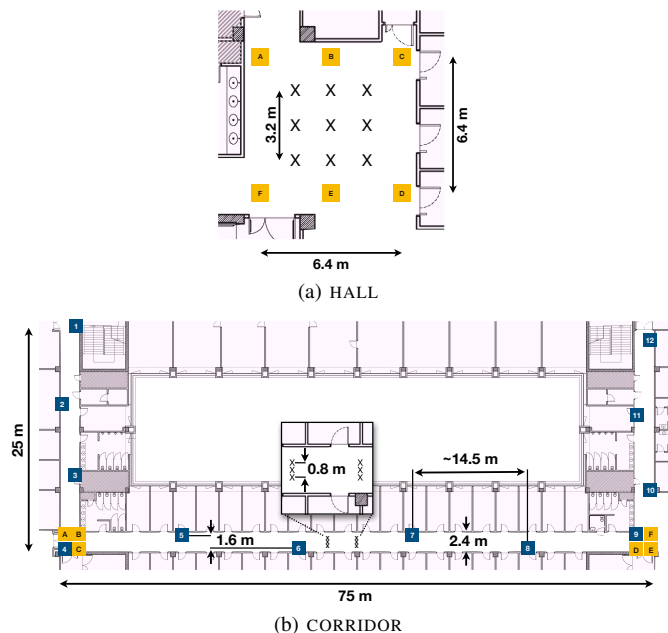 A B C
X X X
X X X
X X X
3.2 m
6.4 m
F E D
6.4 m
(a) HALL
1 12
2 11
25 m
3 10
0.8 m
~14.5 m
A B 5 7 9 F
4 C 1.6 m 6 2.4 m 8 D E
75 m
(b) CORRIDOR